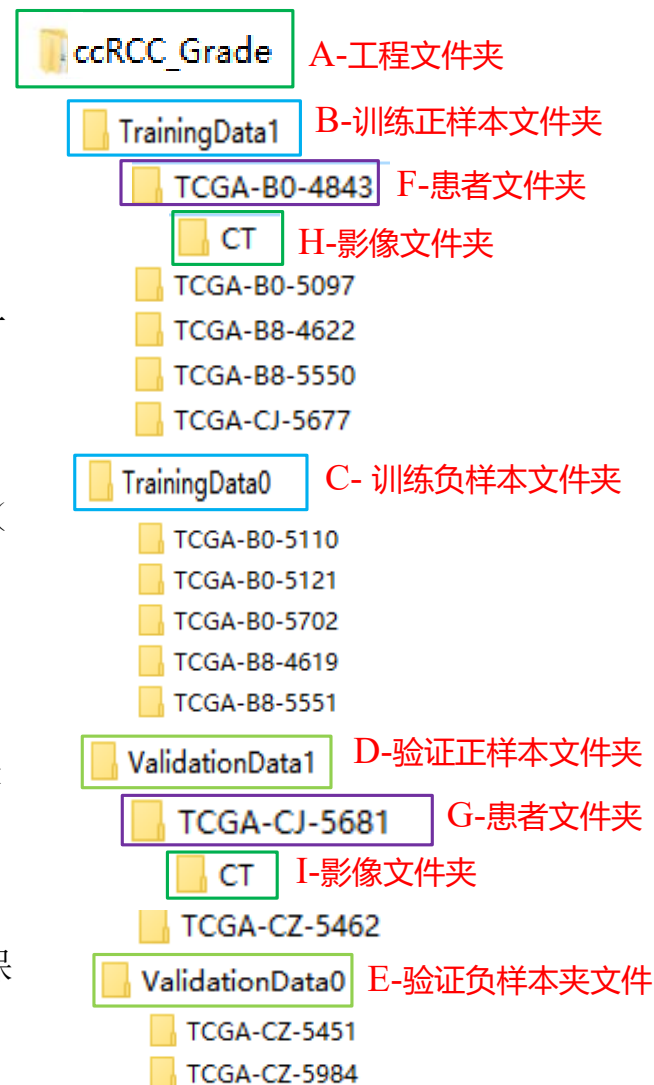 ccRCC_Grade A-工程文件夹
TrainingData1 B-训练正样本文件夹
TCGA-B0-4843 F-患者文件夹
CT H-影像文件夹
TCGA-B0-5097
TCGA-B8-4622
TCGA-B8-5550
TCGA-CJ-5677
TrainingData0 C- 训练负样本文件夹
（
TCGA-B0-5110
TCGA-B0-5121
TCGA-B0-5702
TCGA-B8-4619
TCGA-B8-5551
ValidationData1 D-验证正样本文件夹
TCGA-CJ-5681 G-患者文件夹
CT I-影像文件夹
TCGA-CZ-5462
ValidationData0 E-验证负样本夹文件
TCGA-CZ-5451
TCGA-CZ-5984